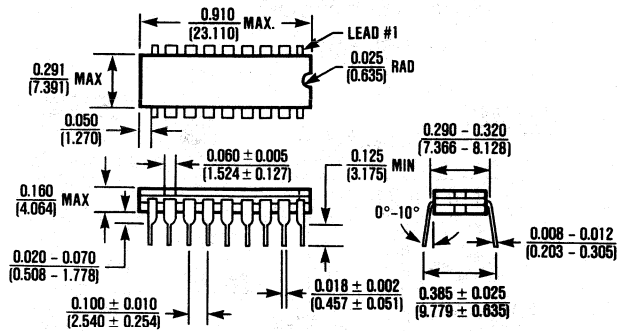 0.910
(23.110) MAX.
LEAD #1
0.025
(0.635) RAD
0.291
(7.391) MAX
0.050
(1.270)
0.060 ± 0.005
(1.524 ± 0.127)
0.125
(3.175) MIN
0.290 – 0.320
(7.366 – 8.128)
0.160
(4.064) MAX
0°–10°
0.020 – 0.070
(0.508 – 1.778)
0.008 – 0.012
(0.203 – 0.305)
0.100 ± 0.010
(2.540 ± 0.254)
0.018 ± 0.002
(0.457 ± 0.051)
0.385 ± 0.025
(9.779 ± 0.635)